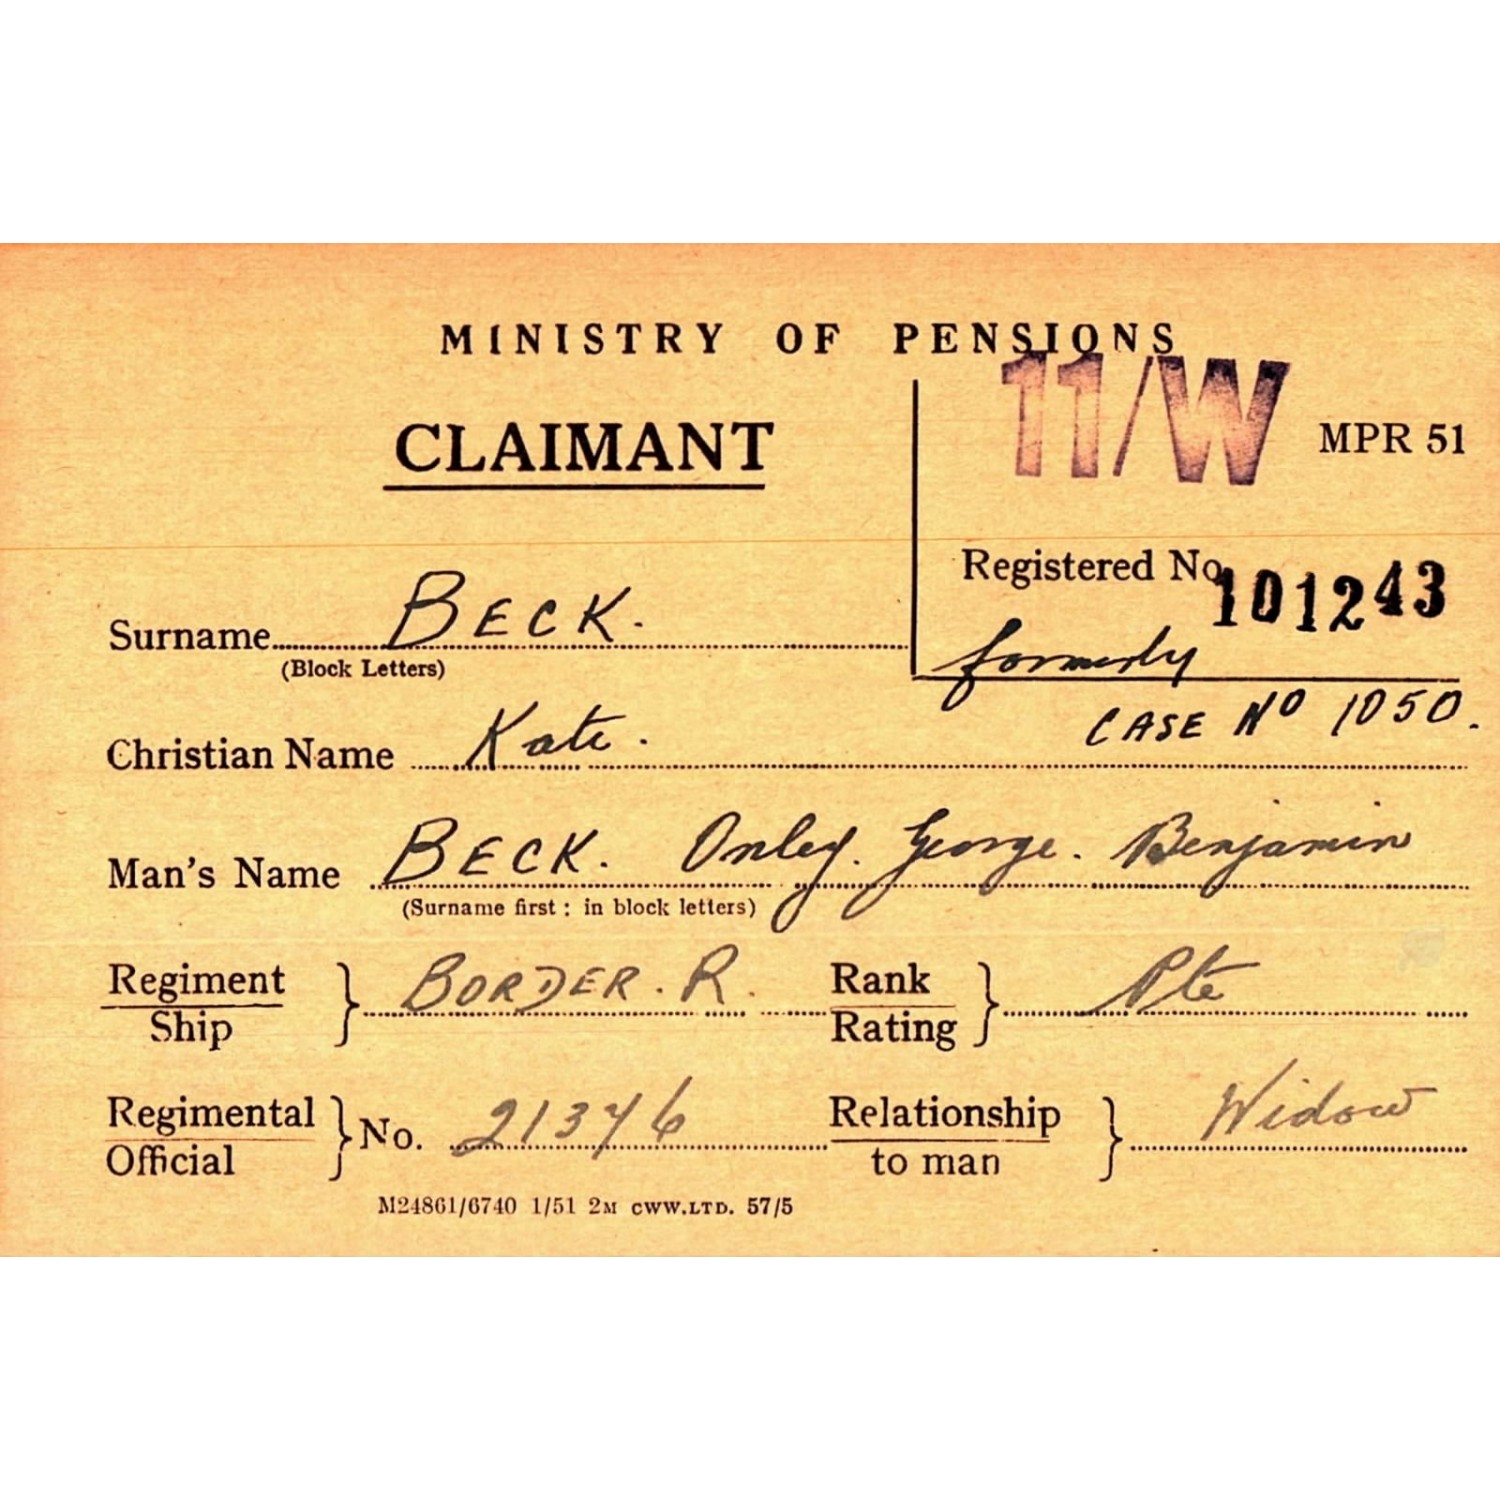 MINISTRY OF PENSIONS
11/W
CLAIMANT
MPR 51
Registered No 101243
Surname BECK.
(Block Letters)
formerly
CASE No 1050.
Christian Name Kate.
Man's Name BECK. Onley. George. Benjamin
(Surname first : in block letters)
Regiment
Ship } BORDER. R. Rank
Rating } Pte
Regimental
Official } No. 21346 Relationship
to man } Widow
M24861/6740 1/51 2M CWW.LTD. 57/5